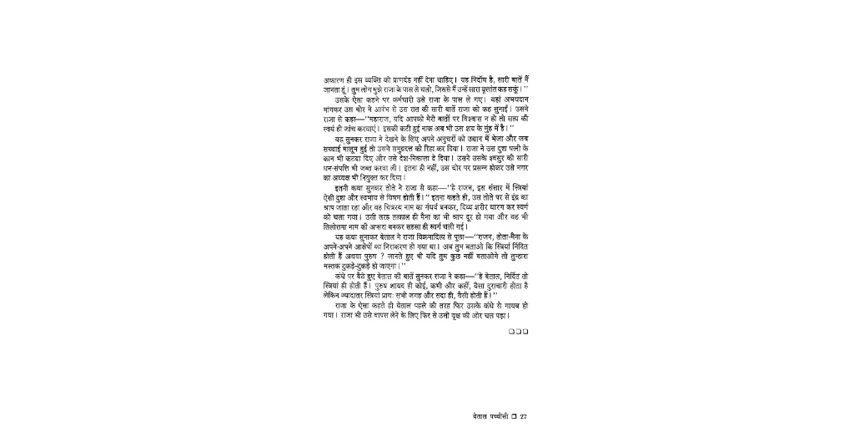 अकारण ही इस व्यक्ति को प्राणदंड नहीं देना चाहिए। यह निर्दोष है, सारी बातें मैं
जानता हूं। तुम लोग मुझे राजा के पास ले चलो, जिससे मैं उन्हें सारा वृत्तांत कह सकूं।’’
उसके ऐसा कहने पर कर्मचारी उसे राजा के पास ले गए। वहां अभयदान
मांगकर उस चोर ने आरंभ से उस रात की सारी बातें राजा को कह सुनाईं। उसने
राजा से कहा—‘‘महाराज, यदि आपको मेरी बातों पर विश्वास न हो तो सत्य की
स्वयं ही जांच करवाएं। इसकी कटी हुई नाक अब भी उस शव के मुंह में है।’’
यह सुनकर राजा ने देखने के लिए अपने अनुचरों को उद्यान में भेजा और जब
सच्चाई मालूम हुई तो उसने समुद्रदत्त को रिहा कर दिया। राजा ने उस दुष्टा पत्नी के
कान भी कटवा दिए और उसे देश-निकाला दे दिया। उसने उसके श्वसुर की सारी
धन-संपत्ति भी जब्त करवा ली। इतना ही नहीं, उस चोर पर प्रसन्न होकर उसे नगर
का अध्यक्ष भी नियुक्त कर दिया।
इतनी कथा सुनाकर तोते ने राजा से कहा—‘‘हे राजन, इस संसार में स्त्रियां
ऐसी दुष्टा और स्वभाव से विषम होती हैं।’’ इतना कहते ही, उस तोते पर से इंद्र का
श्राप जाता रहा और वह चित्ररथ नाम का गंधर्व बनकर, दिव्य शरीर धारण कर स्वर्ग
को चला गया। उसी तरह तत्काल ही मैना का भी श्राप दूर हो गया और वह भी
तिलोत्तमा नाम की अप्सरा बनकर सहसा ही स्वर्ग चली गई।
यह कथा सुनाकर बेताल ने राजा विक्रमादित्य से पूछा—‘‘राजन, तोता-मैना के
अपने-अपने आक्षेपों का निराकरण हो गया था। अब तुम बताओ कि स्त्रियां निंदित
होती हैं अथवा पुरुष ? जानते हुए भी यदि तुम कुछ नहीं बताओगे तो तुम्हारा
मस्तक टुकड़े-टुकड़े हो जाएगा।’’
कंधे पर बैठे हुए बेताल की बातें सुनकर राजा ने कहा—‘‘हे बेताल, निंदित तो
स्त्रियां ही होती हैं। पुरुष शायद ही कोई, कभी और कहीं, वैसा दुराचारी होता है
लेकिन ज्यादातर स्त्रियां प्रायः सभी जगह और सदा ही, वैसी होती हैं।’’
राजा के ऐसा कहते ही बेताल पहले की तरह फिर उसके कंधे से गायब हो
गया। राजा भी उसे वापस लेने के लिए फिर से उसी वृक्ष की ओर चल पड़ा।
❑❑❑
बेताल पच्चीसी ❑ 27